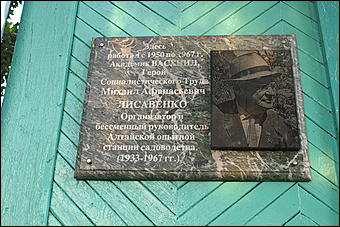 Здесь
работал с 1950 по 1967 г.
Академик ВАСХНИЛ,
Герой
Социалистического Труда
Михаил Афанасьевич
ЛИСАВЕНКО
Организатор и
бессменный руководитель
Алтайской опытной
станции садоводства.
(1933-1967 гг.)